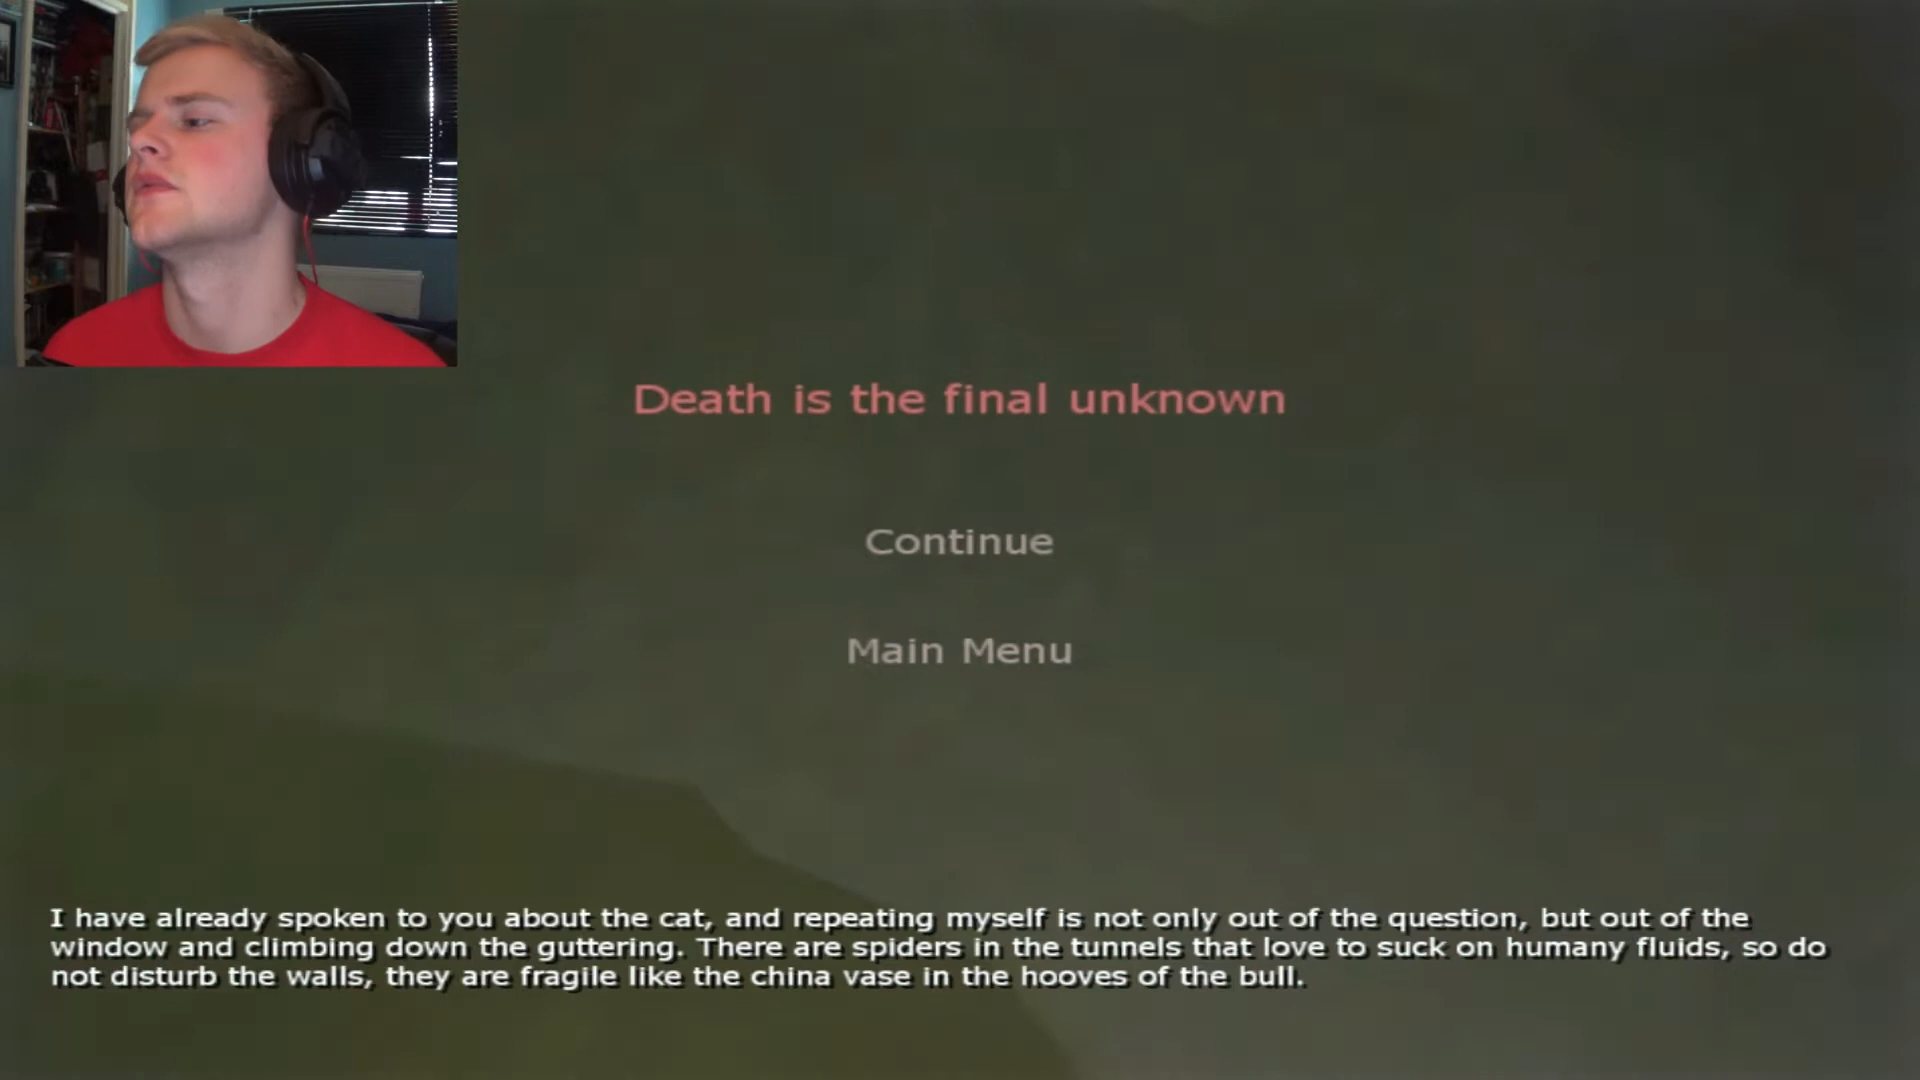 Death is the final unknown
Continue
Main Menu
I have already spoken to you about the cat, and repeating myself is not only out of the question, but out of the
window and climbing down the guttering. There are spiders in the tunnels that love to suck on humany fluids, so do
not disturb the walls, they are fragile like the china vase in the hooves of the bull.